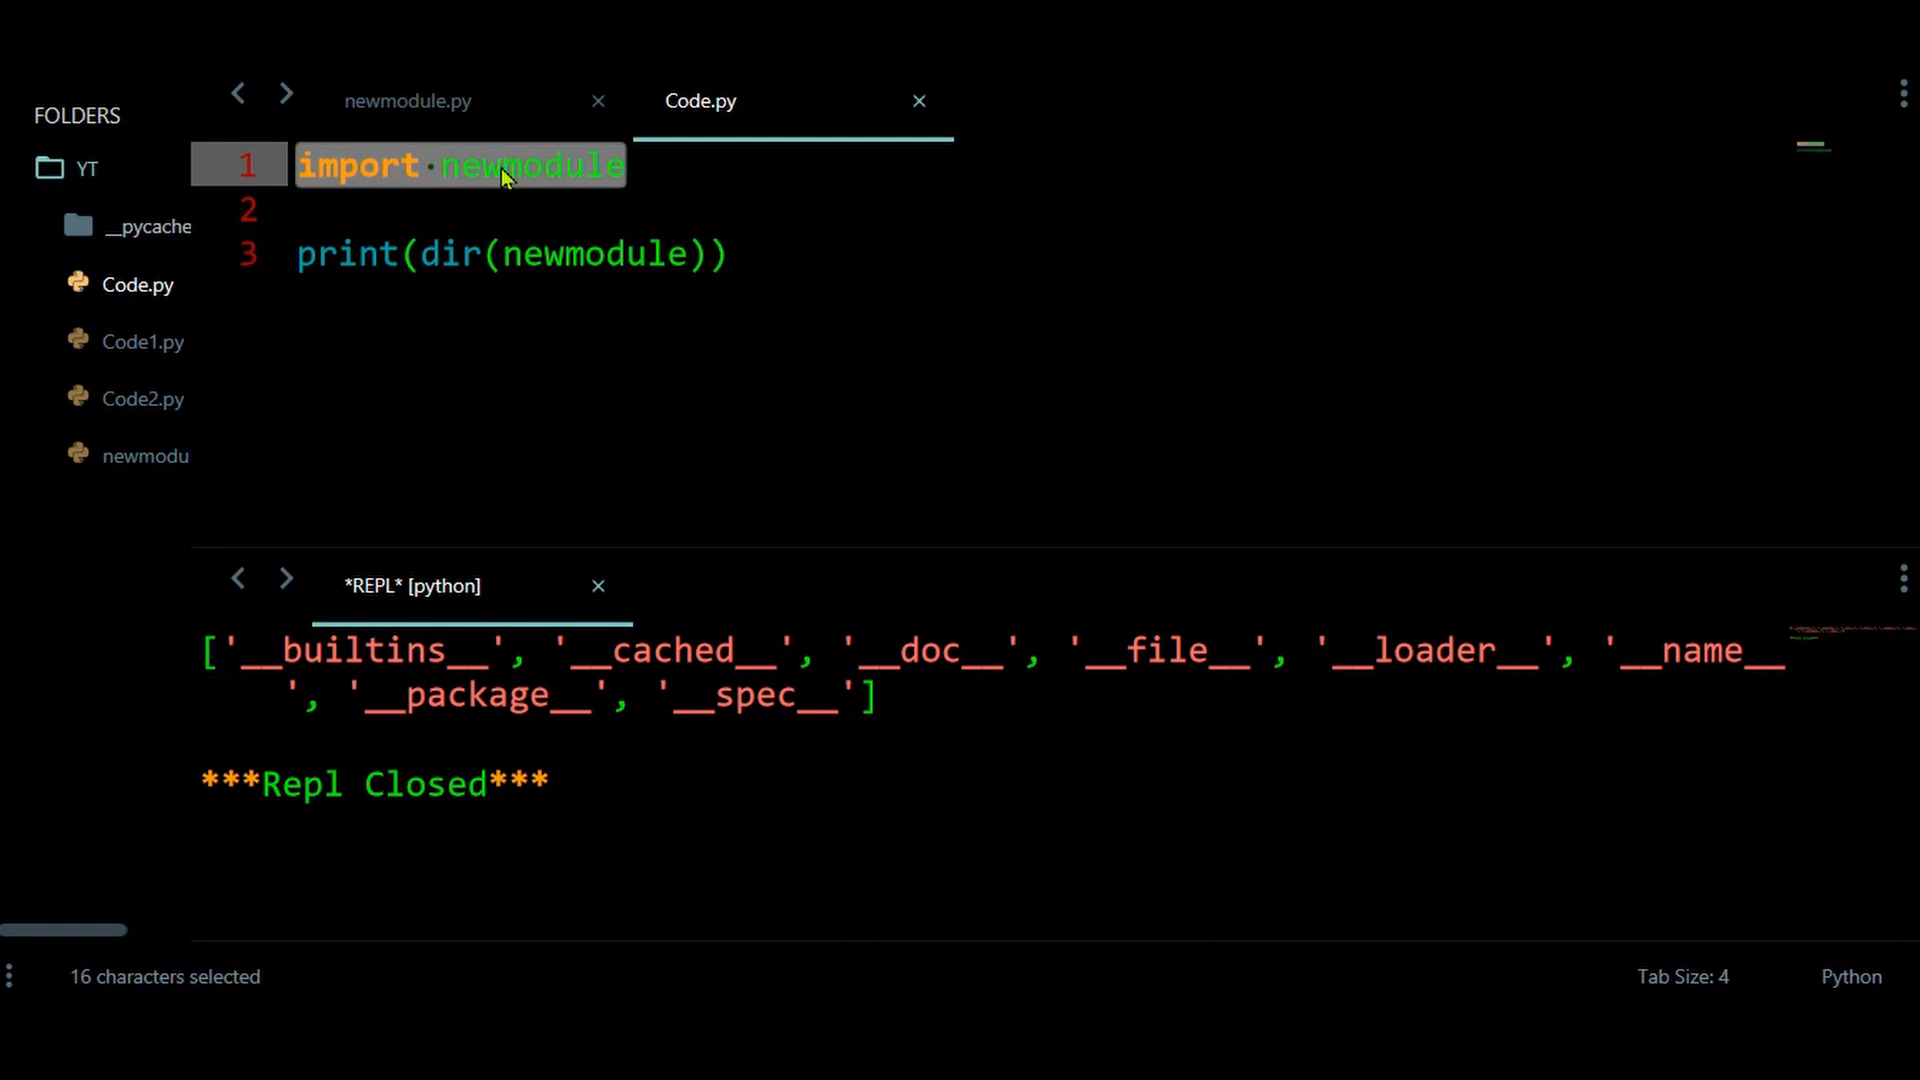 FOLDERS
YT
__pycache
Code.py
Code1.py
Code2.py
newmodu
newmodule.py
Code.py
1 import newmodule
2
3 print(dir(newmodule))
*REPL* [python]
['__builtins__', '__cached__', '__doc__', '__file__', '__loader__', '__name__
', '__package__', '__spec__']
***Repl Closed***
16 characters selected
Tab Size: 4
Python